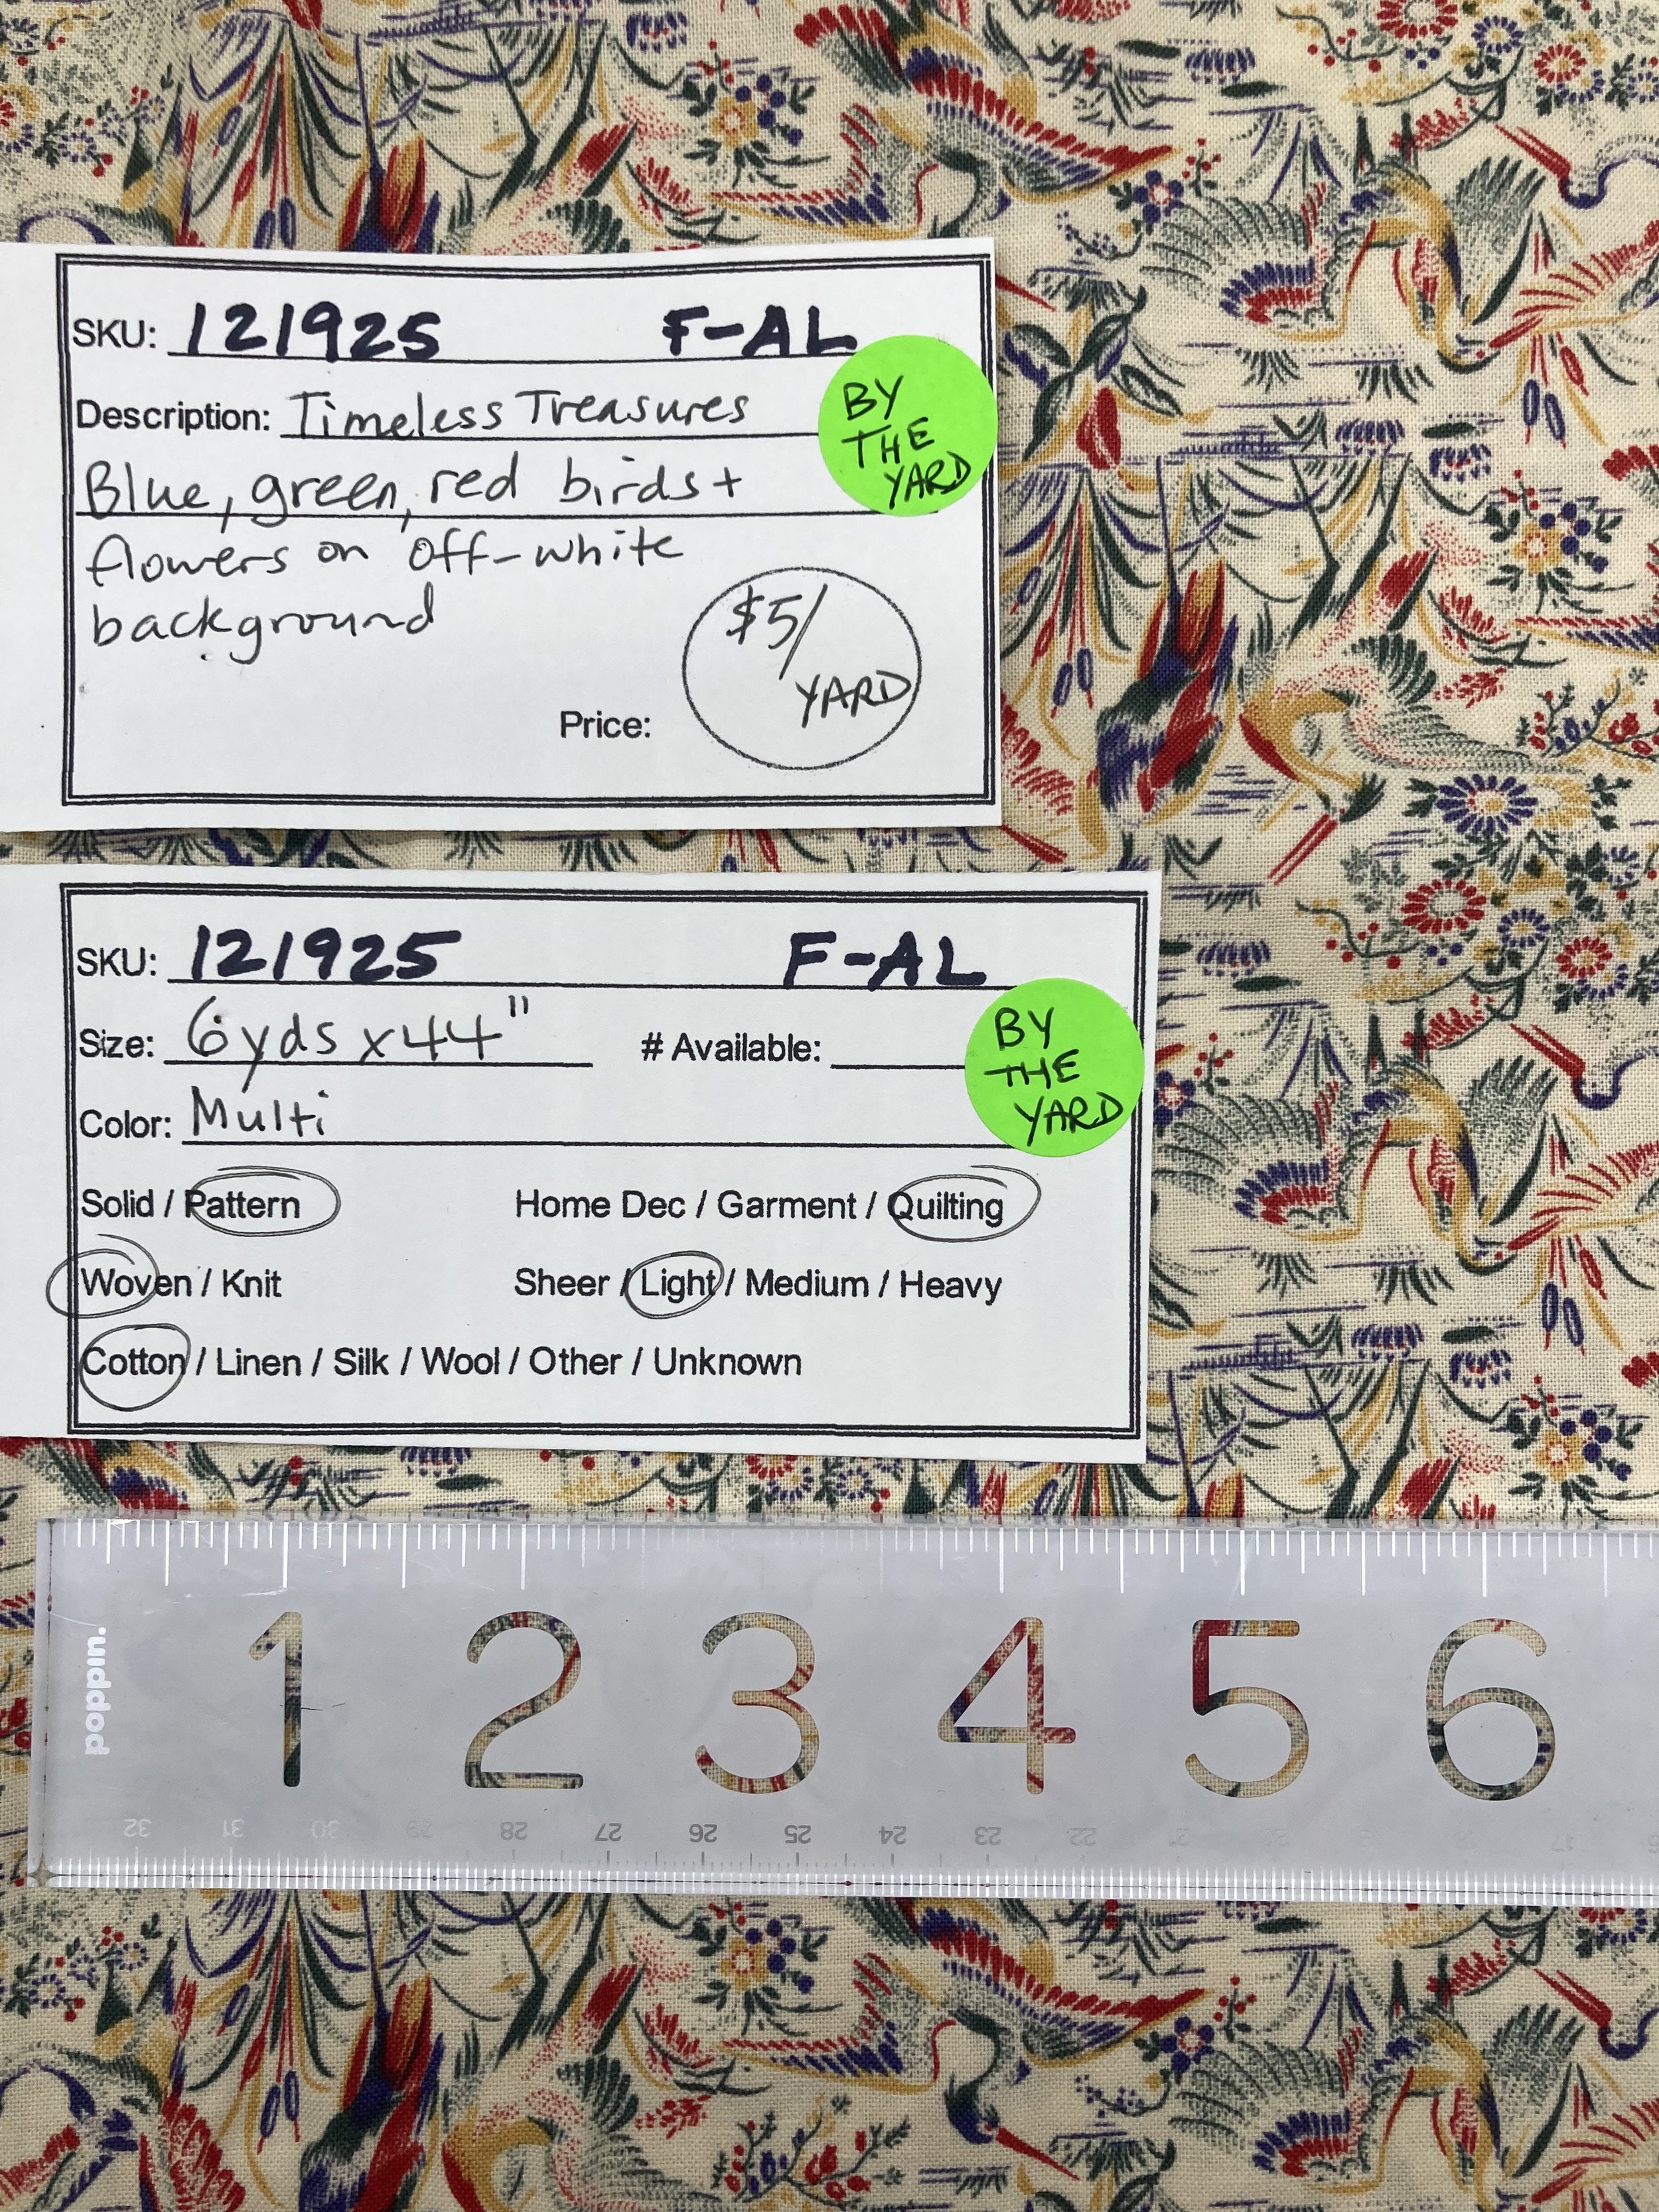 SKU: 121925 F-AL
Description: Timeless Treasures
Blue, green, red birds +
flowers on off-white
background
BY
THE
YARD
$5/
YARD
Price:
SKU: 121925 F-AL
Size: 6yds x 44" # Available:
Color: Multi
BY
THE
YARD
Solid / Pattern Home Dec / Garment / Quilting
Woven / Knit Sheer / Light / Medium / Heavy
Cotton / Linen / Silk / Wool / Other / Unknown
poppin.
1 2 3 4 5 6
32 31 30 29 28 27 26 25 24 23 22